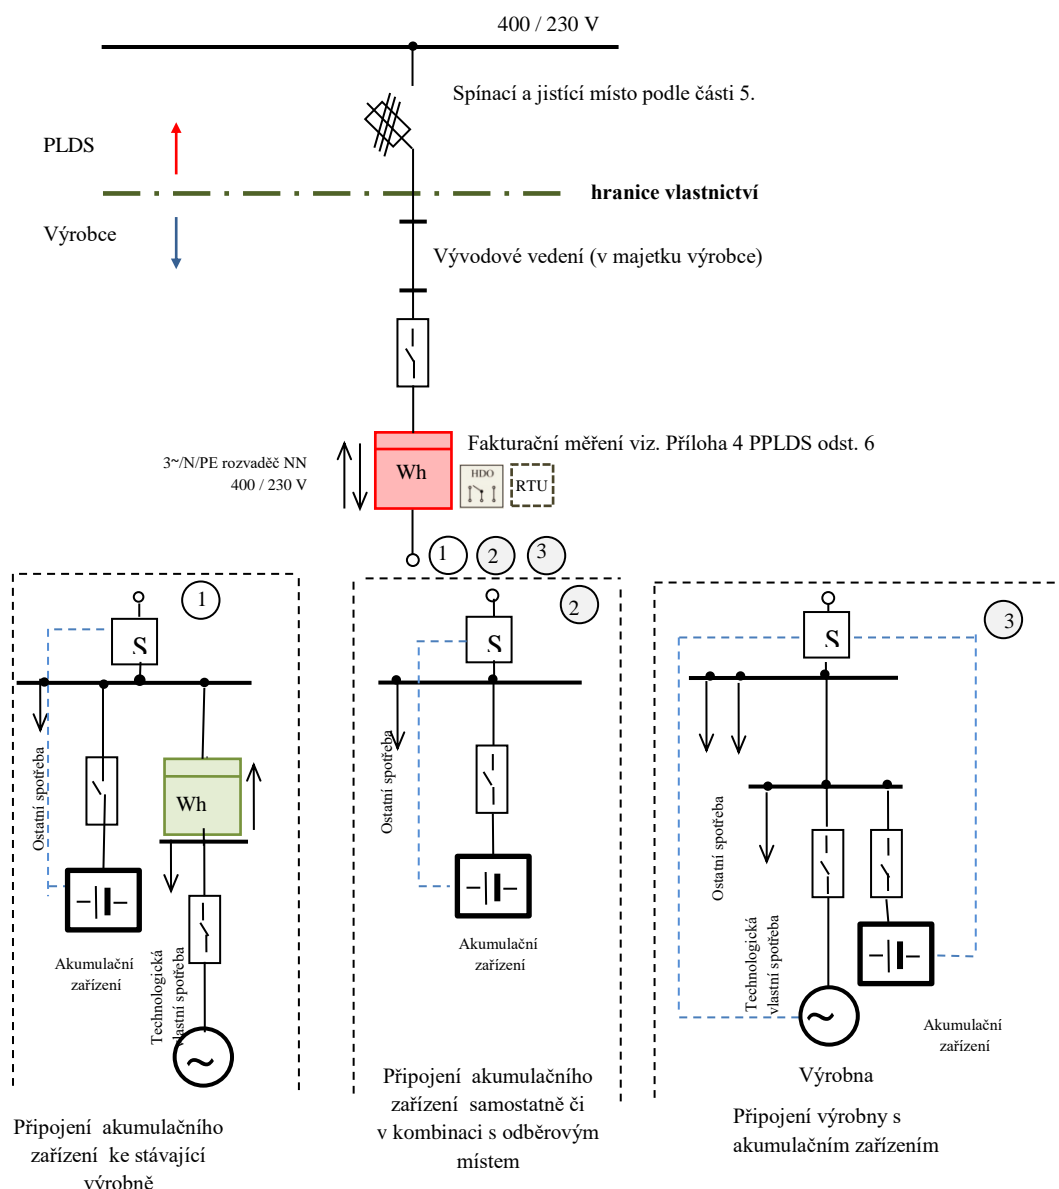 400 / 230 V
Spínací a jistící místo podle části 5.
PLDS
hranice vlastnictví
Výrobce
Vývodové vedení (v majetku výrobce)
Fakturační měření viz. Příloha 4 PPLDS odst. 6
3~/N/PE rozvaděč NN
400 / 230 V
Wh
HDO
RTU
1
2
3
1
S
Ostatní spotřeba
Wh
Akumulační
zařízení
Technologická
vlastní spotřeba
~
Připojení akumulačního
zařízení ke stávající
výrobně
2
S
Ostatní spotřeba
Akumulační
zařízení
Připojení akumulačního
zařízení samostatně či
v kombinaci s odběrovým
místem
3
S
Ostatní spotřeba
Technologická
vlastní spotřeba
~
Akumulační
zařízení
Výrobna
Připojení výrobny s
akumulačním zařízením